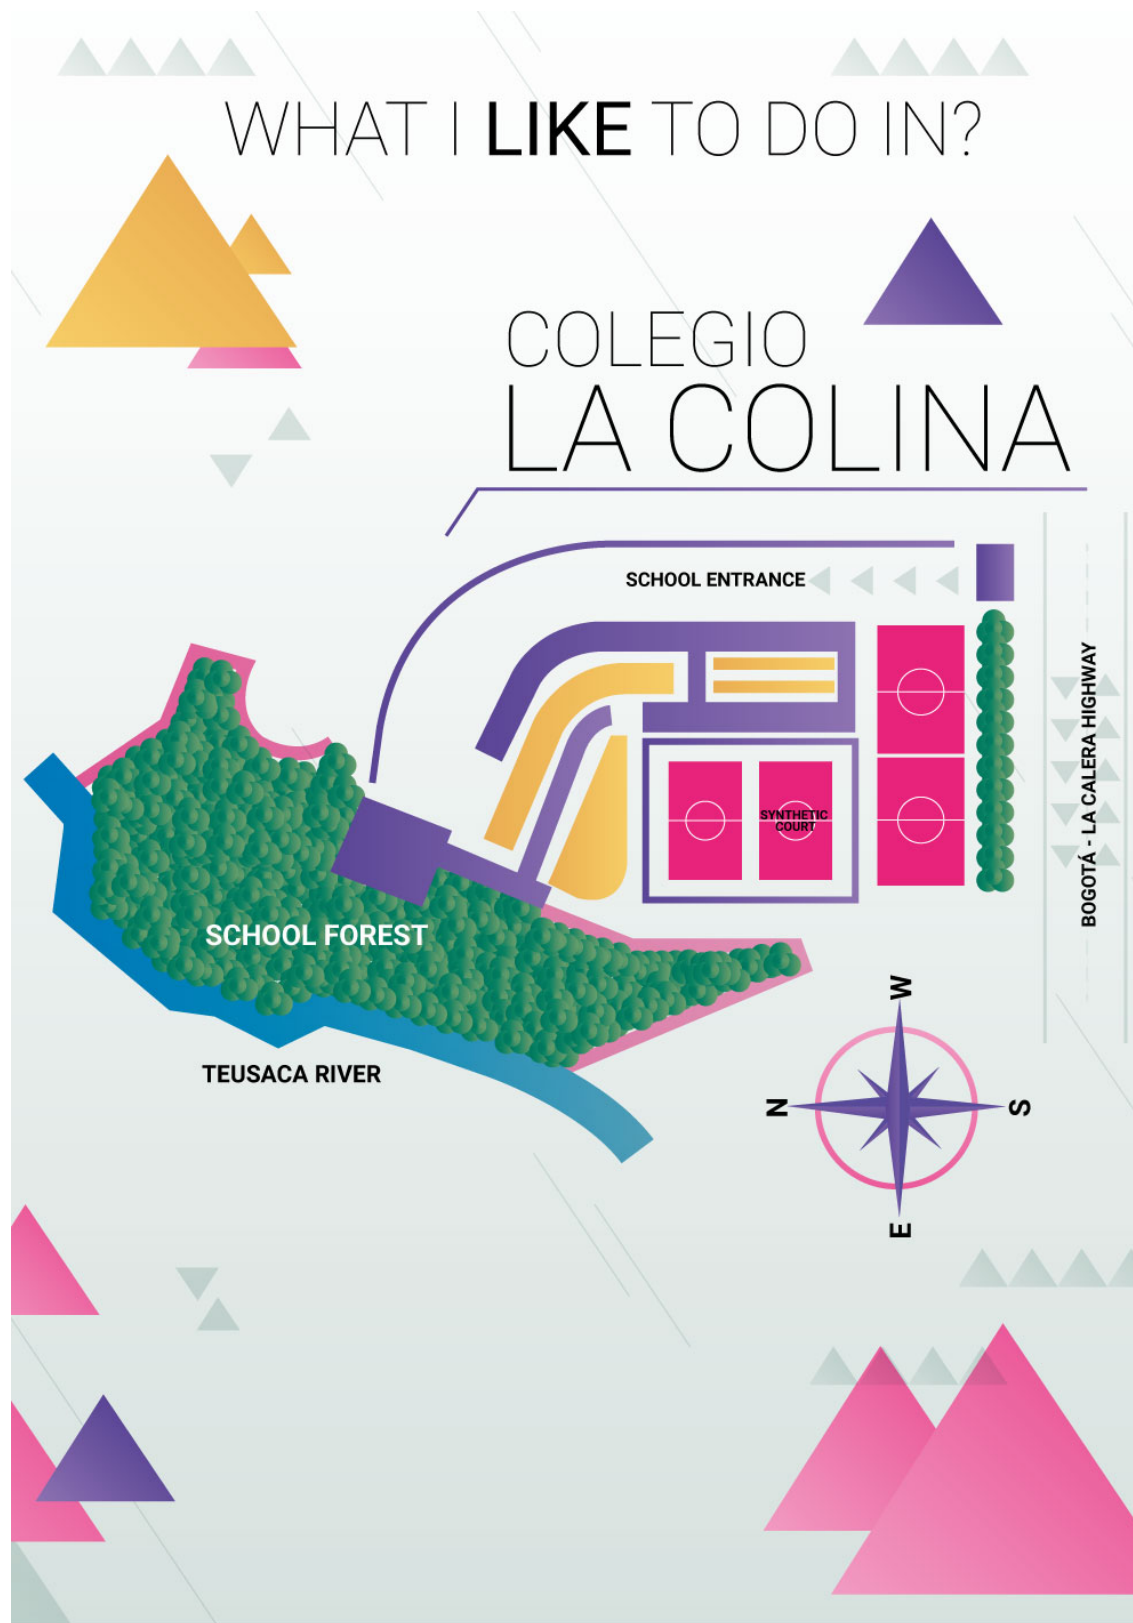 WHAT I LIKE TO DO IN?
COLEGIO
LA COLINA
SCHOOL ENTRANCE
BOGOTÁ - LA CALERA HIGHWAY
SYNTHETIC
COURT
SCHOOL FOREST
TEUSACA RIVER
W
N
S
E